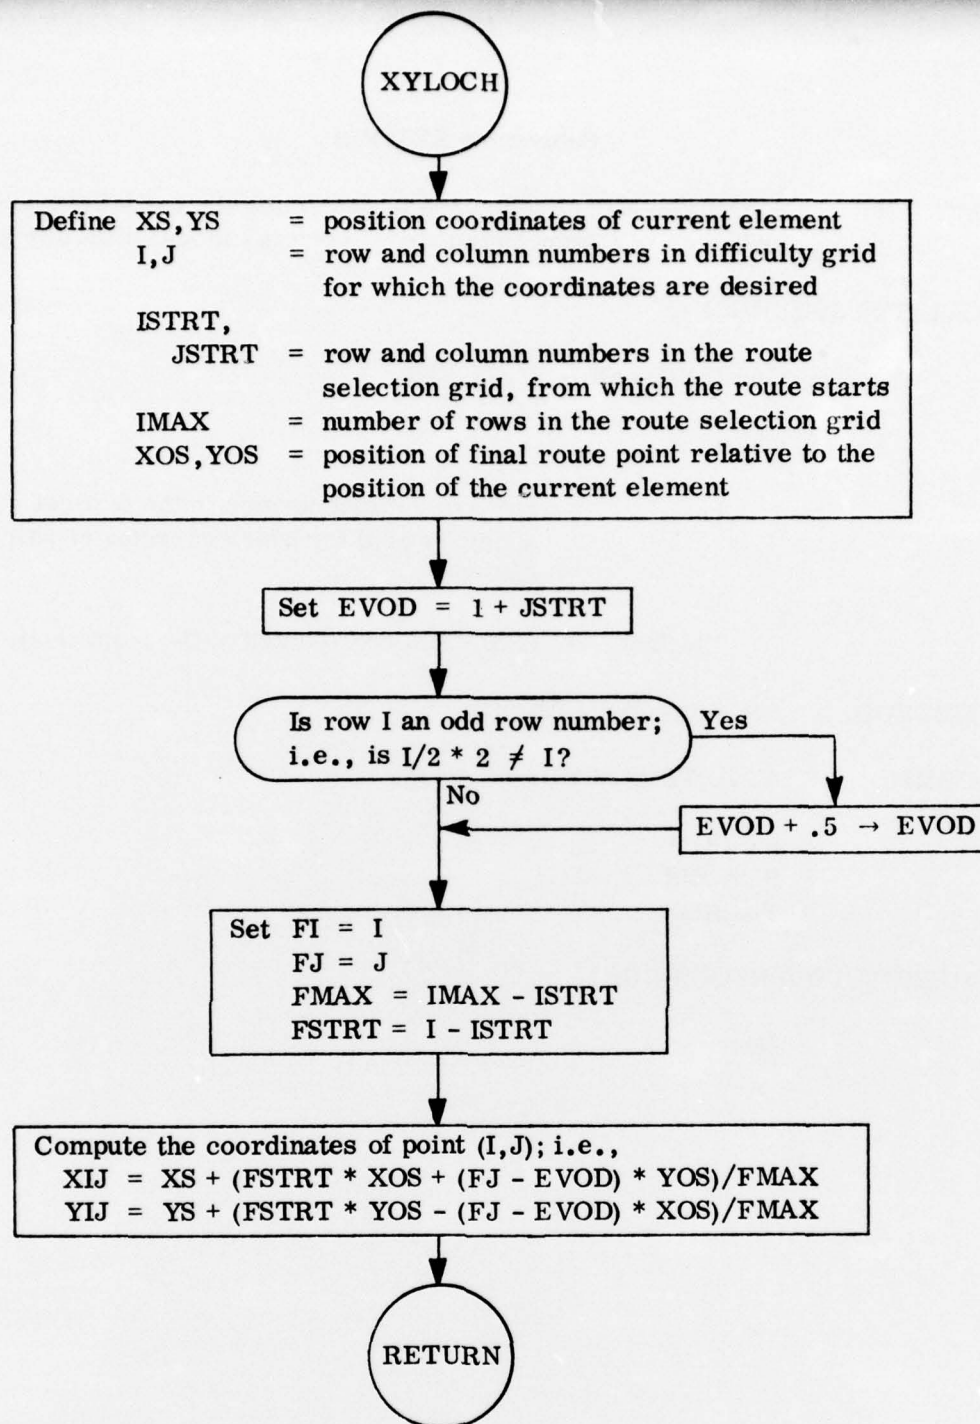 XYLOCH
Define XS,YS = position coordinates of current element
I,J = row and column numbers in difficulty grid
for which the coordinates are desired
ISTRT,
JSTRT = row and column numbers in the route
selection grid, from which the route starts
IMAX = number of rows in the route selection grid
XOS,YOS = position of final route point relative to the
position of the current element
Set EVOD = 1 + JSTRT
Is row I an odd row number;
i.e., is I/2 * 2 ≠ I?
Yes
No
EVOD + .5 → EVOD
Set FI = I
FJ = J
FMAX = IMAX - ISTRT
FSTRT = I - ISTRT
Compute the coordinates of point (I,J); i.e.,
XIJ = XS + (FSTRT * XOS + (FJ - EVOD) * YOS)/FMAX
YIJ = YS + (FSTRT * YOS - (FJ - EVOD) * XOS)/FMAX
RETURN